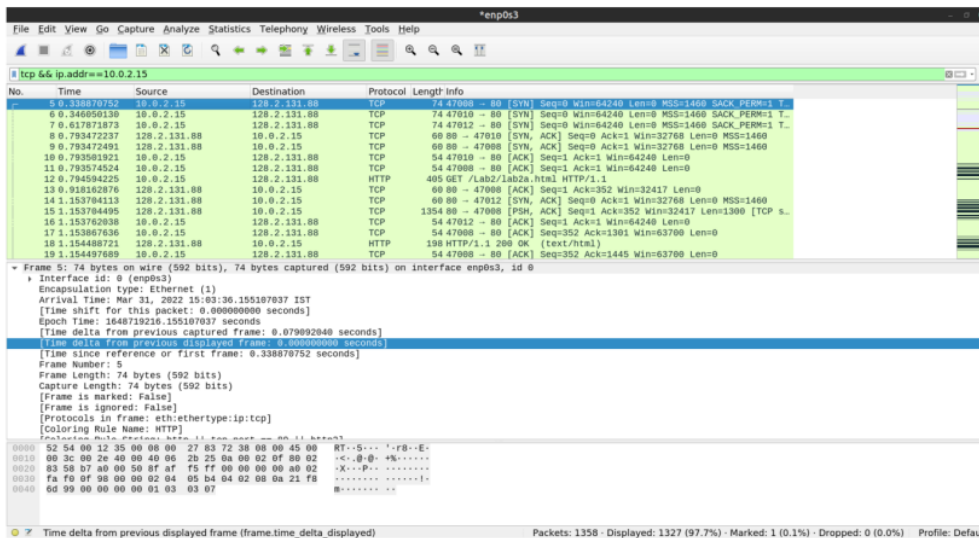 *enp0s3
File Edit View Go Capture Analyze Statistics Telephony Wireless Tools Help
tcp && ip.addr==10.0.2.15
No. Time Source Destination Protocol Length Info
5 0.338870752 10.0.2.15 128.2.131.88 TCP 74 47008 → 80 [SYN] Seq=0 Win=64240 Len=0 MSS=1460 SACK_PERM=1 T…
6 0.346050130 10.0.2.15 128.2.131.88 TCP 74 47010 → 80 [SYN] Seq=0 Win=64240 Len=0 MSS=1460 SACK_PERM=1 T…
7 0.617871873 10.0.2.15 128.2.131.88 TCP 74 47012 → 80 [SYN] Seq=0 Win=64240 Len=0 MSS=1460 SACK_PERM=1 T…
8 0.793472237 128.2.131.88 10.0.2.15 TCP 60 80 → 47010 [SYN, ACK] Seq=0 Ack=1 Win=32768 Len=0 MSS=1460
9 0.793472491 128.2.131.88 10.0.2.15 TCP 60 80 → 47008 [SYN, ACK] Seq=0 Ack=1 Win=32768 Len=0 MSS=1460
10 0.793501921 10.0.2.15 128.2.131.88 TCP 54 47010 → 80 [ACK] Seq=1 Ack=1 Win=64240 Len=0
11 0.793574524 10.0.2.15 128.2.131.88 TCP 54 47008 → 80 [ACK] Seq=1 Ack=1 Win=64240 Len=0
12 0.794594225 10.0.2.15 128.2.131.88 HTTP 405 GET /Lab2/lab2a.html HTTP/1.1
13 0.918162876 128.2.131.88 10.0.2.15 TCP 60 80 → 47008 [ACK] Seq=1 Ack=352 Win=32417 Len=0
14 1.153704113 128.2.131.88 10.0.2.15 TCP 60 80 → 47012 [SYN, ACK] Seq=0 Ack=1 Win=32768 Len=0 MSS=1460
15 1.153704495 128.2.131.88 10.0.2.15 TCP 1354 80 → 47008 [PSH, ACK] Seq=1 Ack=352 Win=32417 Len=1300 [TCP s…
16 1.153762038 10.0.2.15 128.2.131.88 TCP 54 47012 → 80 [ACK] Seq=1 Ack=1 Win=64240 Len=0
17 1.153867636 10.0.2.15 128.2.131.88 TCP 54 47008 → 80 [ACK] Seq=352 Ack=1301 Win=63700 Len=0
18 1.154488721 128.2.131.88 10.0.2.15 HTTP 198 HTTP/1.1 200 OK (text/html)
19 1.154497689 10.0.2.15 128.2.131.88 TCP 54 47008 → 80 [ACK] Seq=352 Ack=1445 Win=63700 Len=0
Frame 5: 74 bytes on wire (592 bits), 74 bytes captured (592 bits) on interface enp0s3, id 0
Interface id: 0 (enp0s3)
Encapsulation type: Ethernet (1)
Arrival Time: Mar 31, 2022 15:03:36.155107037 IST
[Time shift for this packet: 0.000000000 seconds]
Epoch Time: 1648719216.155107037 seconds
[Time delta from previous captured frame: 0.079092040 seconds]
[Time delta from previous displayed frame: 0.000000000 seconds]
[Time since reference or first frame: 0.338870752 seconds]
Frame Number: 5
Frame Length: 74 bytes (592 bits)
Capture Length: 74 bytes (592 bits)
[Frame is marked: False]
[Frame is ignored: False]
[Protocols in frame: eth:ethertype:ip:tcp]
[Coloring Rule Name: HTTP]
[Coloring Rule String: http || tcp.port == 80 || http2]
0000 52 54 00 12 35 00 08 00 27 83 72 38 08 00 45 00 RT··5··· '·r8··E·
0010 00 3c 00 2e 40 00 40 06 2b 25 0a 00 02 0f 80 02 ·<·.@·@· +%······
0020 83 58 b7 a0 00 50 8f af f5 ff 00 00 00 00 a0 02 ·X···P·· ········
0030 fa f0 0f 98 00 00 02 04 05 b4 04 02 08 0a 21 f8 ········ ······!·
0040 6d 99 00 00 00 00 01 03 03 07 m······· ··
Time delta from previous displayed frame (frame.time_delta_displayed) Packets: 1358 · Displayed: 1327 (97.7%) · Marked: 1 (0.1%) · Dropped: 0 (0.0%) Profile: Defau